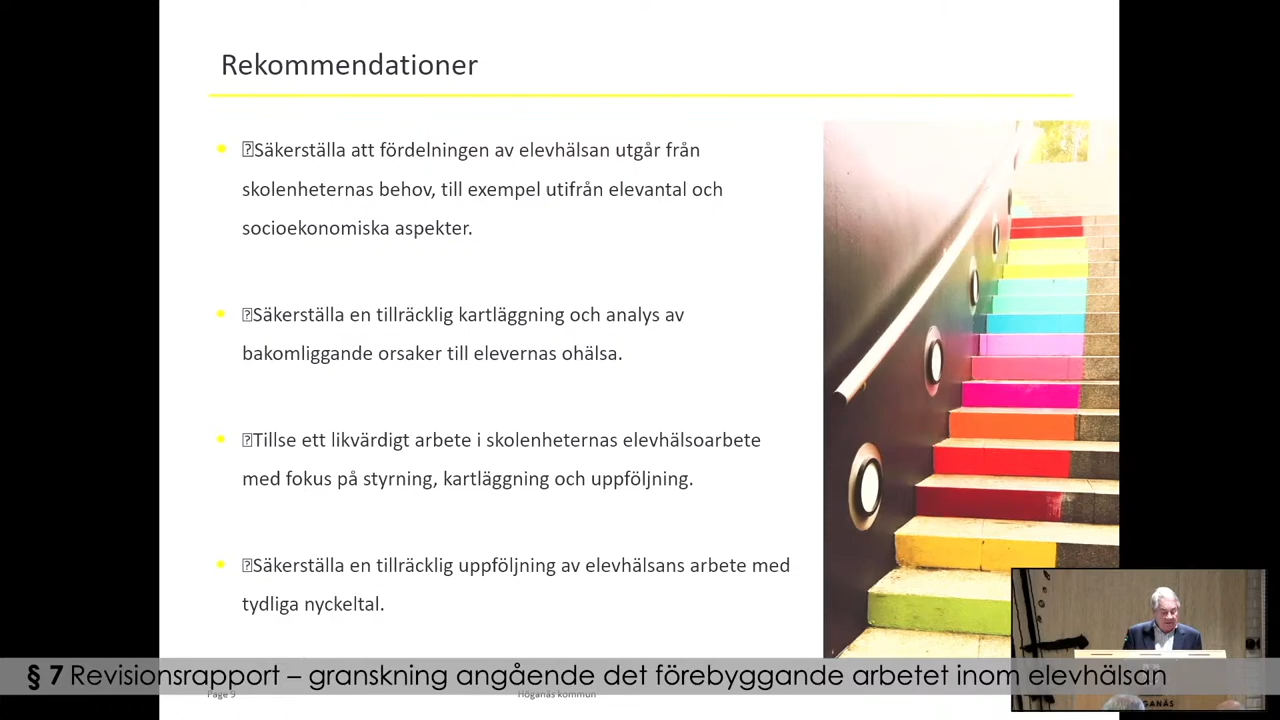 Rekommendationer
Säkerställa att fördelningen av elevhälsan utgår från
skolenheternas behov, till exempel utifrån elevantal och
socioekonomiska aspekter.
Säkerställa en tillräcklig kartläggning och analys av
bakomliggande orsaker till elevernas ohälsa.
Tillse ett likvärdigt arbete i skolenheternas elevhälsoarbete
med fokus på styrning, kartläggning och uppföljning.
Säkerställa en tillräcklig uppföljning av elevhälsans arbete med
tydliga nyckeltal.
§ 7 Revisionsrapport – granskning angående det förebyggande arbetet inom elevhälsan
Page 9
Höganäs kommun
GANÄS